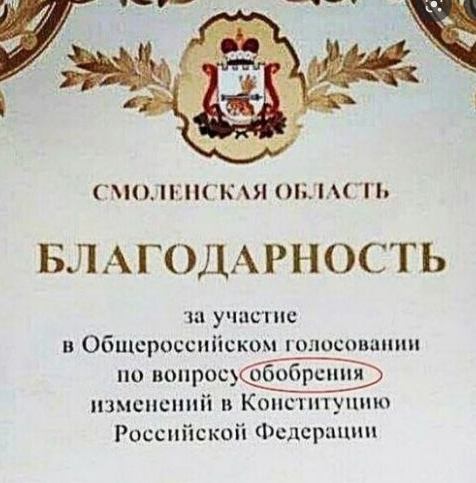 СМОЛЕНСКАЯ ОБЛАСТЬ
БЛАГОДАРНОСТЬ
за участие
в Общероссийском голосовании
по вопросу обобрения
изменений в Конституцию
Российской Федерации